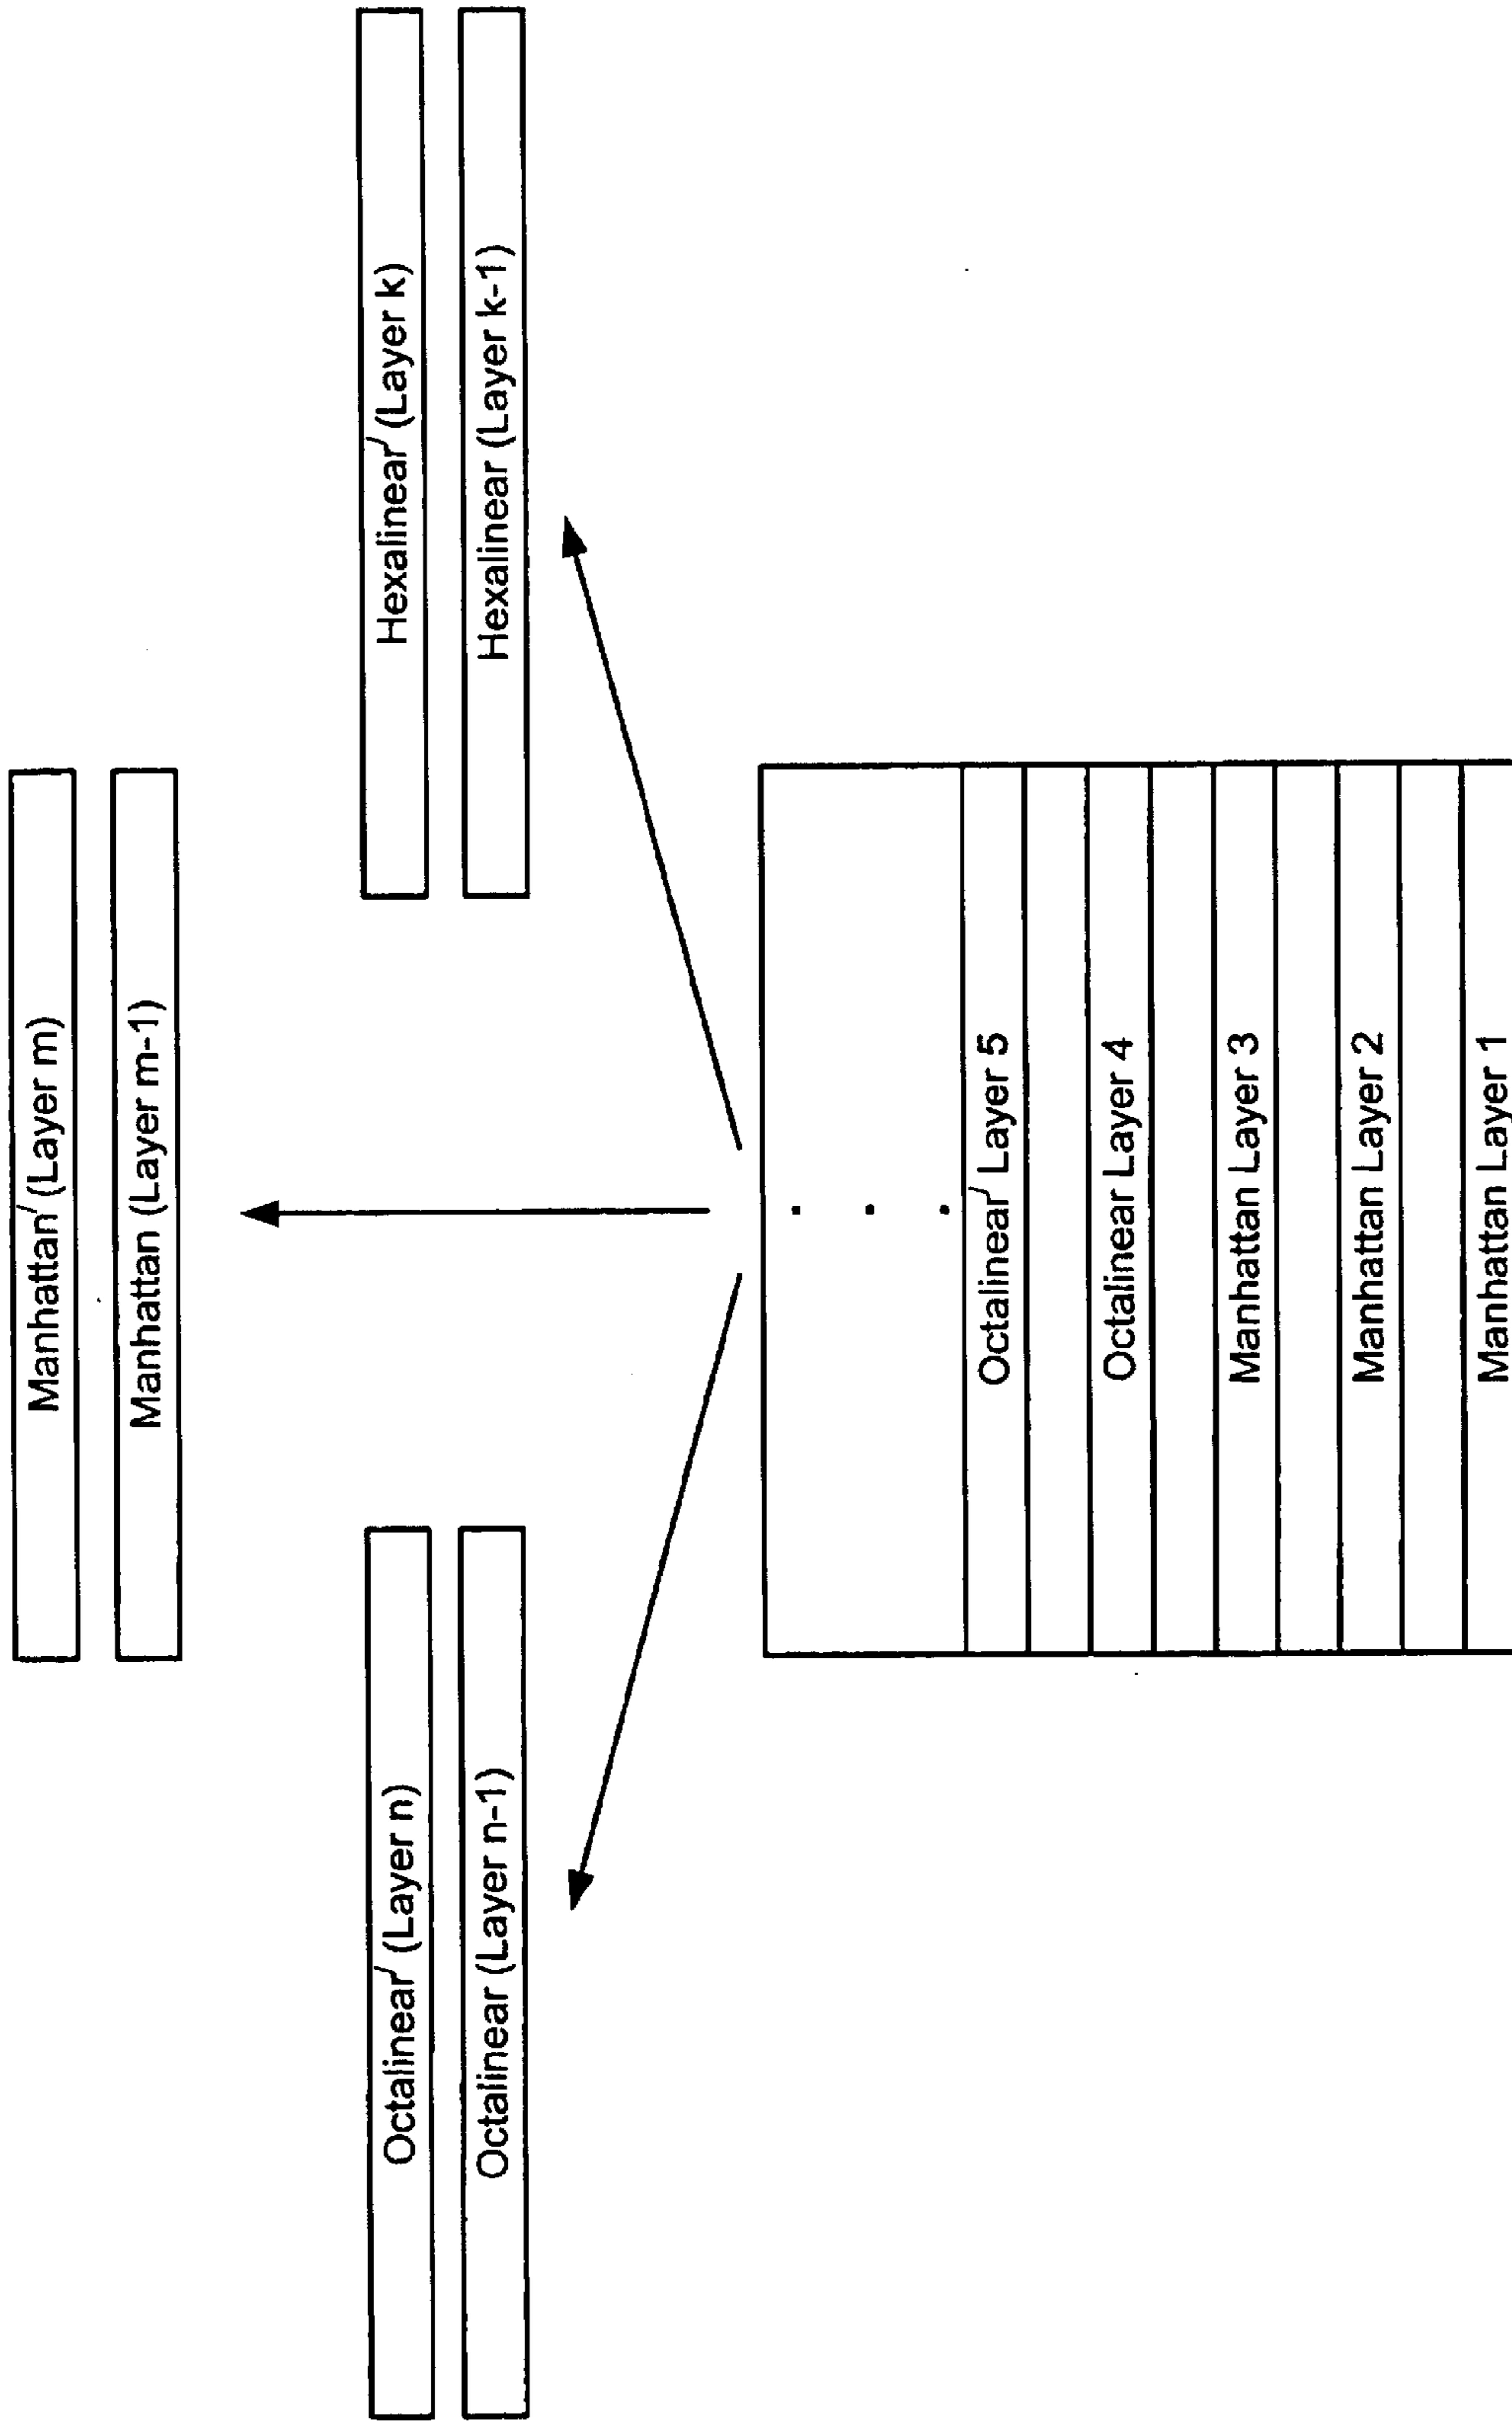 Manhattan' (Layer m)
Manhattan (Layer m-1)
Octalinear' (Layer n)
Octalinear (Layer n-1)
Hexalinear' (Layer k)
Hexalinear (Layer k-1)
Octalinear' Layer 5
Octalinear Layer 4
Manhattan Layer 3
Manhattan Layer 2
Manhattan Layer 1